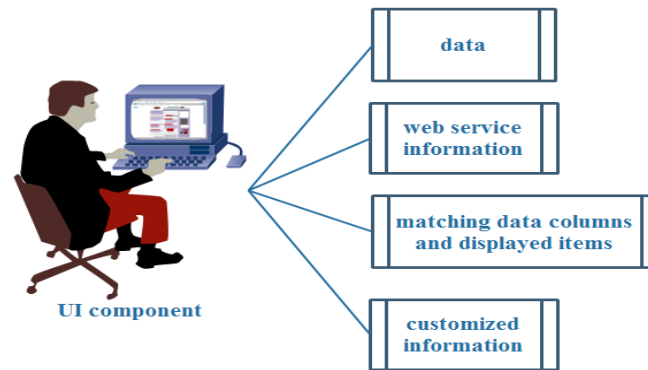 data
web service
information
matching data columns
and displayed items
UI component
customized
information